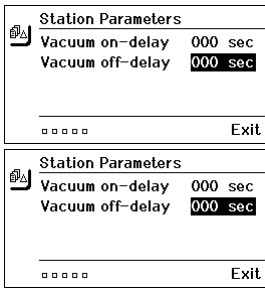 Station Parameters
Vacuum on-delay 000 sec
Vacuum off-delay 000 sec
Exit
Station Parameters
Vacuum on-delay 000 sec
Vacuum off-delay 000 sec
Exit